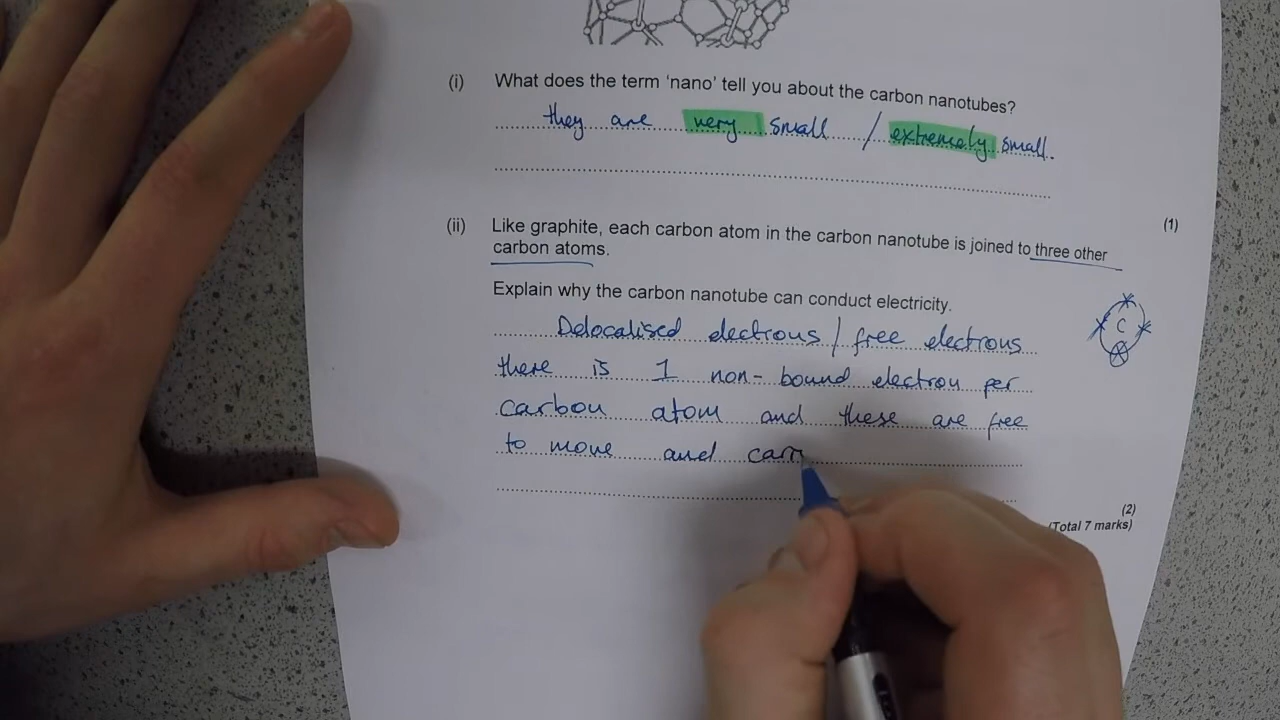 (i) What does the term 'nano' tell you about the carbon nanotubes?
they are very small / extremely small.
(1)
(ii) Like graphite, each carbon atom in the carbon nanotube is joined to three other
carbon atoms.
Explain why the carbon nanotube can conduct electricity.
C
Delocalised electrons / free electrons
there is 1 non-bound electron per
carbon atom and these are free
to move and carr
(2)
(Total 7 marks)